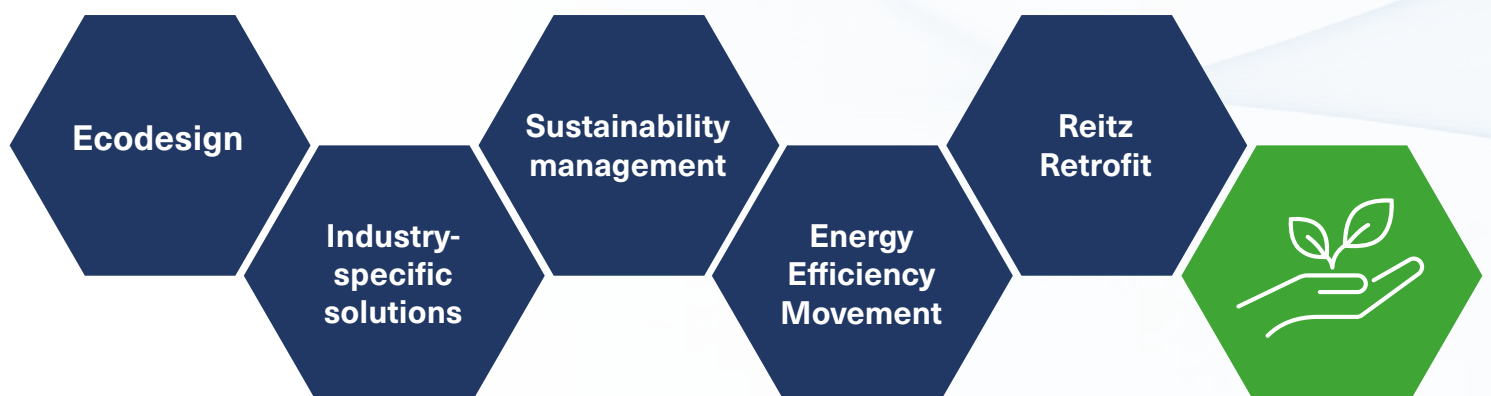 Ecodesign
Industry-
specific
solutions
Sustainability
management
Energy
Efficiency
Movement
Reitz
Retrofit